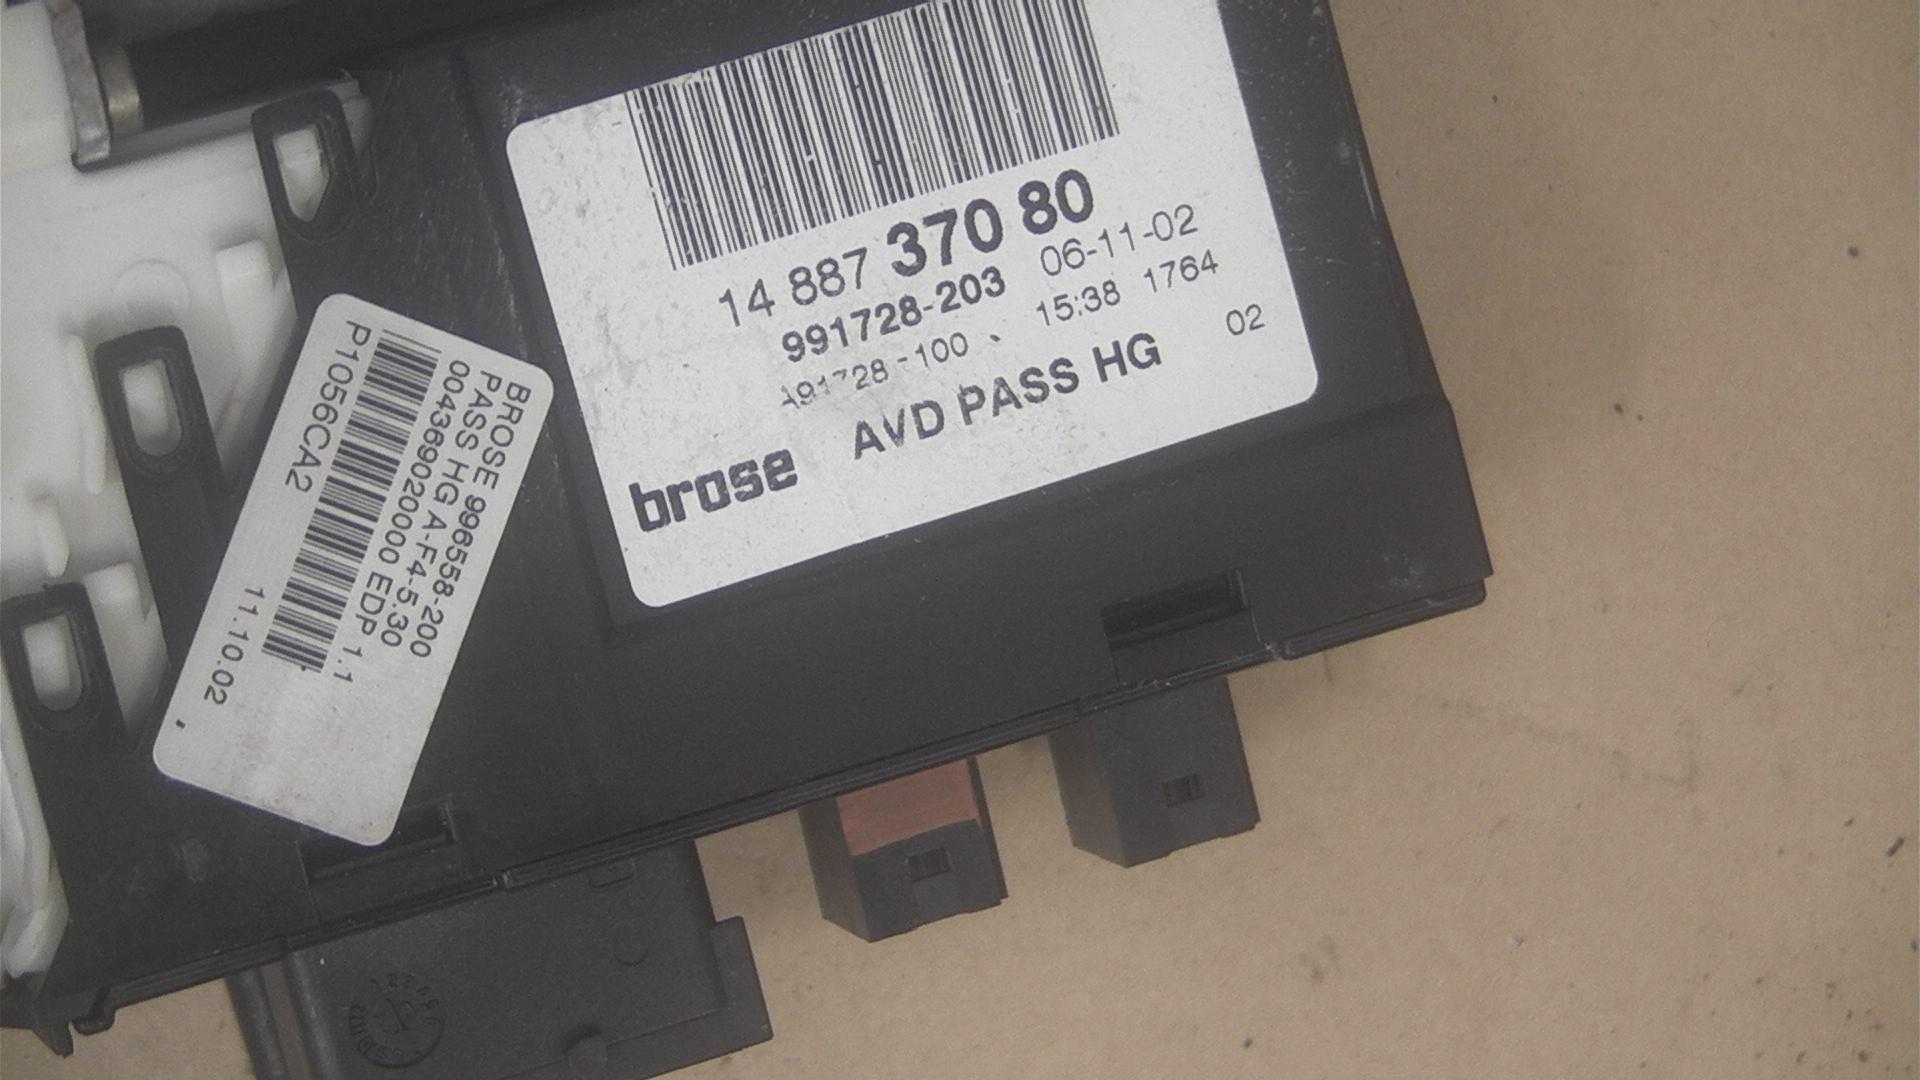 14 887 370 80
991728-203 06-11-02
A91728-100 15:38 1764
AVD PASS HG 02
brose
BROSE 996558-200
PASS HG A-F4-5.30
00443690200000 EDP 1.1
P1056CA2 11.10.02